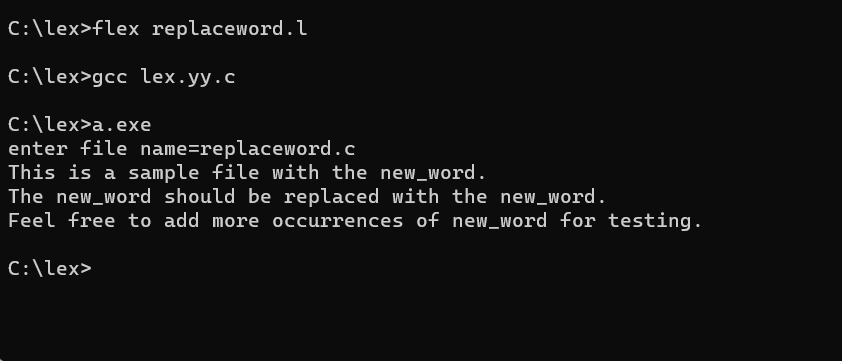 C:\lex>flex replaceword.l
C:\lex>gcc lex.yy.c
C:\lex>a.exe
enter file name=replaceword.c
This is a sample file with the new_word.
The new_word should be replaced with the new_word.
Feel free to add more occurrences of new_word for testing.
C:\lex>